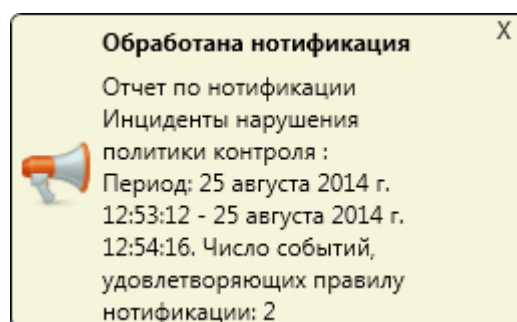 Обработана нотификация
X
Отчет по нотификации
Инциденты нарушения
политики контроля :
Период: 25 августа 2014 г.
12:53:12 - 25 августа 2014 г.
12:54:16. Число событий,
удовлетворяющих правилу
нотификации: 2